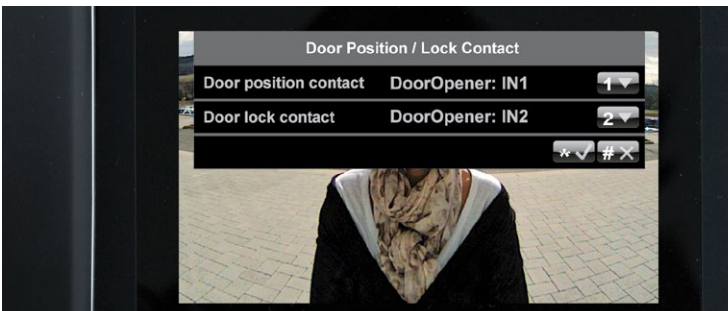 Door Position / Lock Contact
Door position contact DoorOpener: IN1 1
Door lock contact DoorOpener: IN2 2
* #